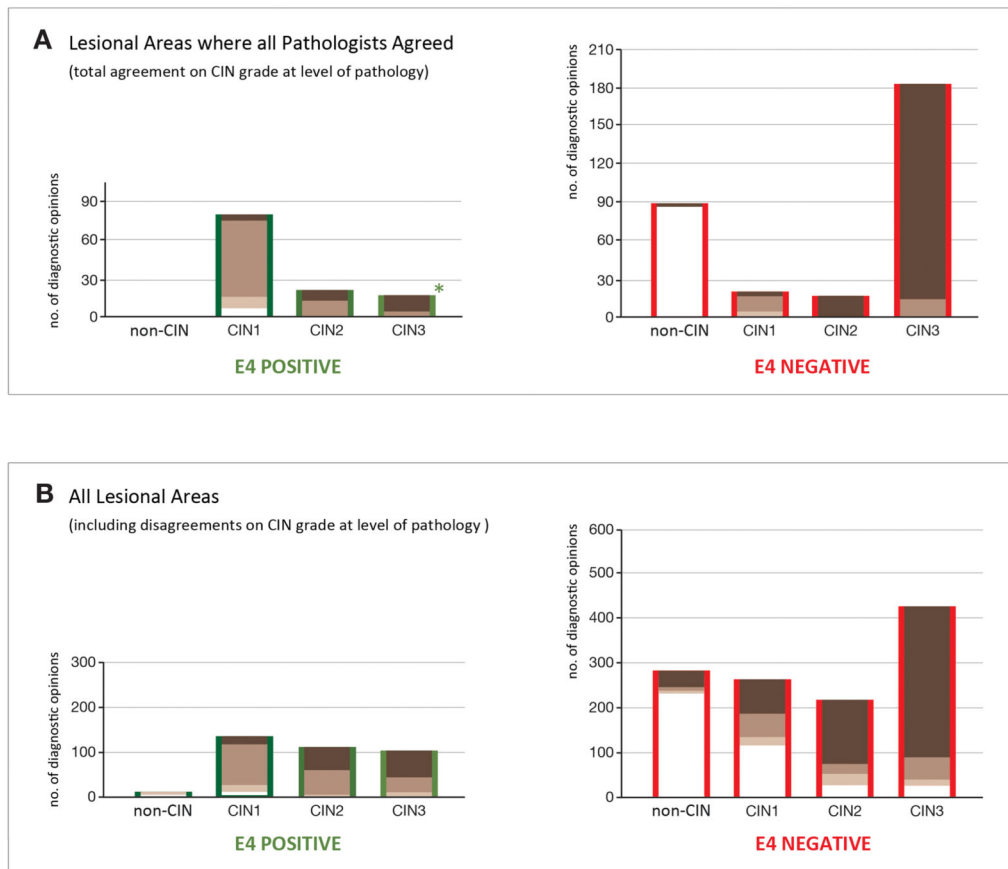 A Lesional Areas where all Pathologists Agreed
(total agreement on CIN grade at level of pathology)
no. of diagnostic opinions
90
60
30
0
non-CIN CIN1 CIN2 CIN3
*
E4 POSITIVE
no. of diagnostic opinions
210
180
150
120
90
60
30
0
non-CIN CIN1 CIN2 CIN3
E4 NEGATIVE
B All Lesional Areas
(including disagreements on CIN grade at level of pathology )
no. of diagnostic opinions
300
200
100
0
non-CIN CIN1 CIN2 CIN3
E4 POSITIVE
no. of diagnostic opinions
600
500
400
300
200
100
0
non-CIN CIN1 CIN2 CIN3
E4 NEGATIVE